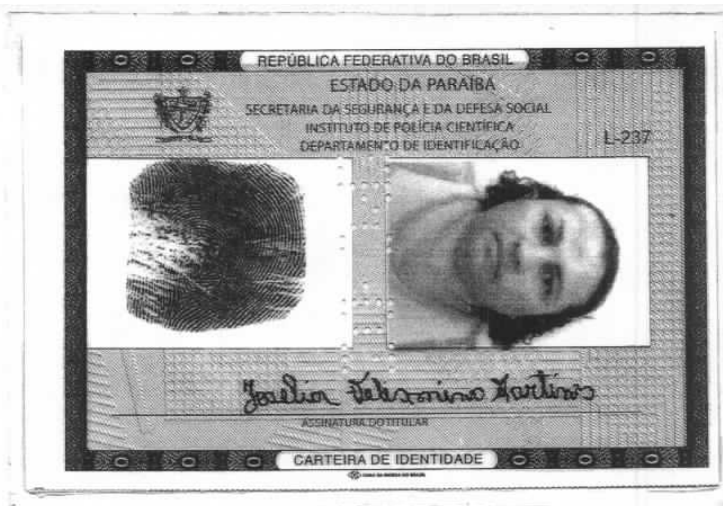 REPÚBLICA FEDERATIVA DO BRASIL
ESTADO DA PARAÍBA
SECRETARIA DA SEGURANÇA E DA DEFESA SOCIAL
INSTITUTO DE POLÍCIA CIENTÍFICA
DEPARTAMENTO DE IDENTIFICAÇÃO
L-237
Martins
ASSINATURA DO TITULAR
CARTEIRA DE IDENTIDADE